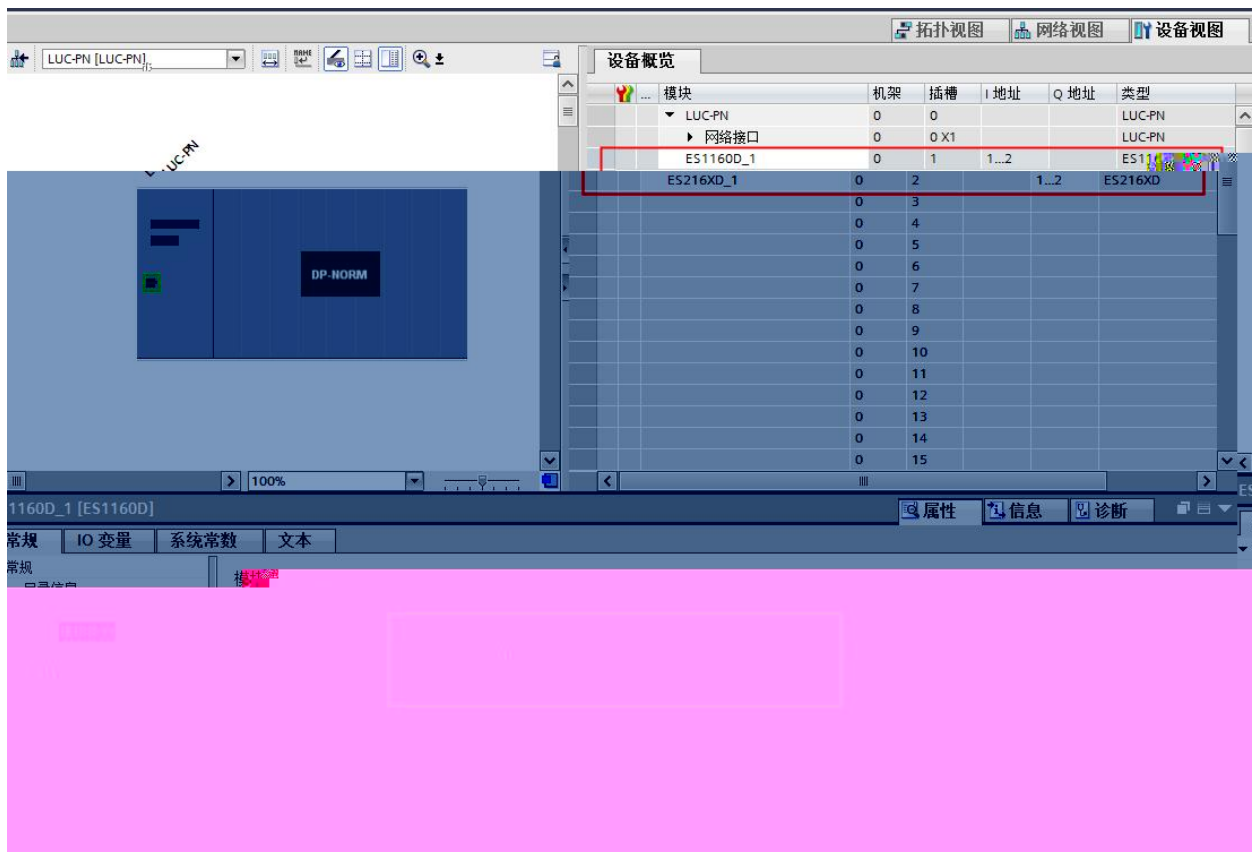 拓扑视图 网络视图 设备视图
LUC-PN [LUC-PN] 设备概览
... 模块 机架 插槽 I 地址 Q 地址 类型
LUC-PN 0 0 LUC-PN
网络接口 0 0 X1 LUC-PN
LUC-PN
ES1160D_1 0 1 1...2 ES11
ES216XD_1 0 2 1...2 ES216XD
0 3
0 4
0 5
DP-NORM
0 6
0 7
0 8
0 9
0 10
0 11
0 12
0 13
0 14
0 15
100%
1160D_1 [ES1160D] 属性 信息 诊断
常规 IO 变量 系统常数 文本
常规